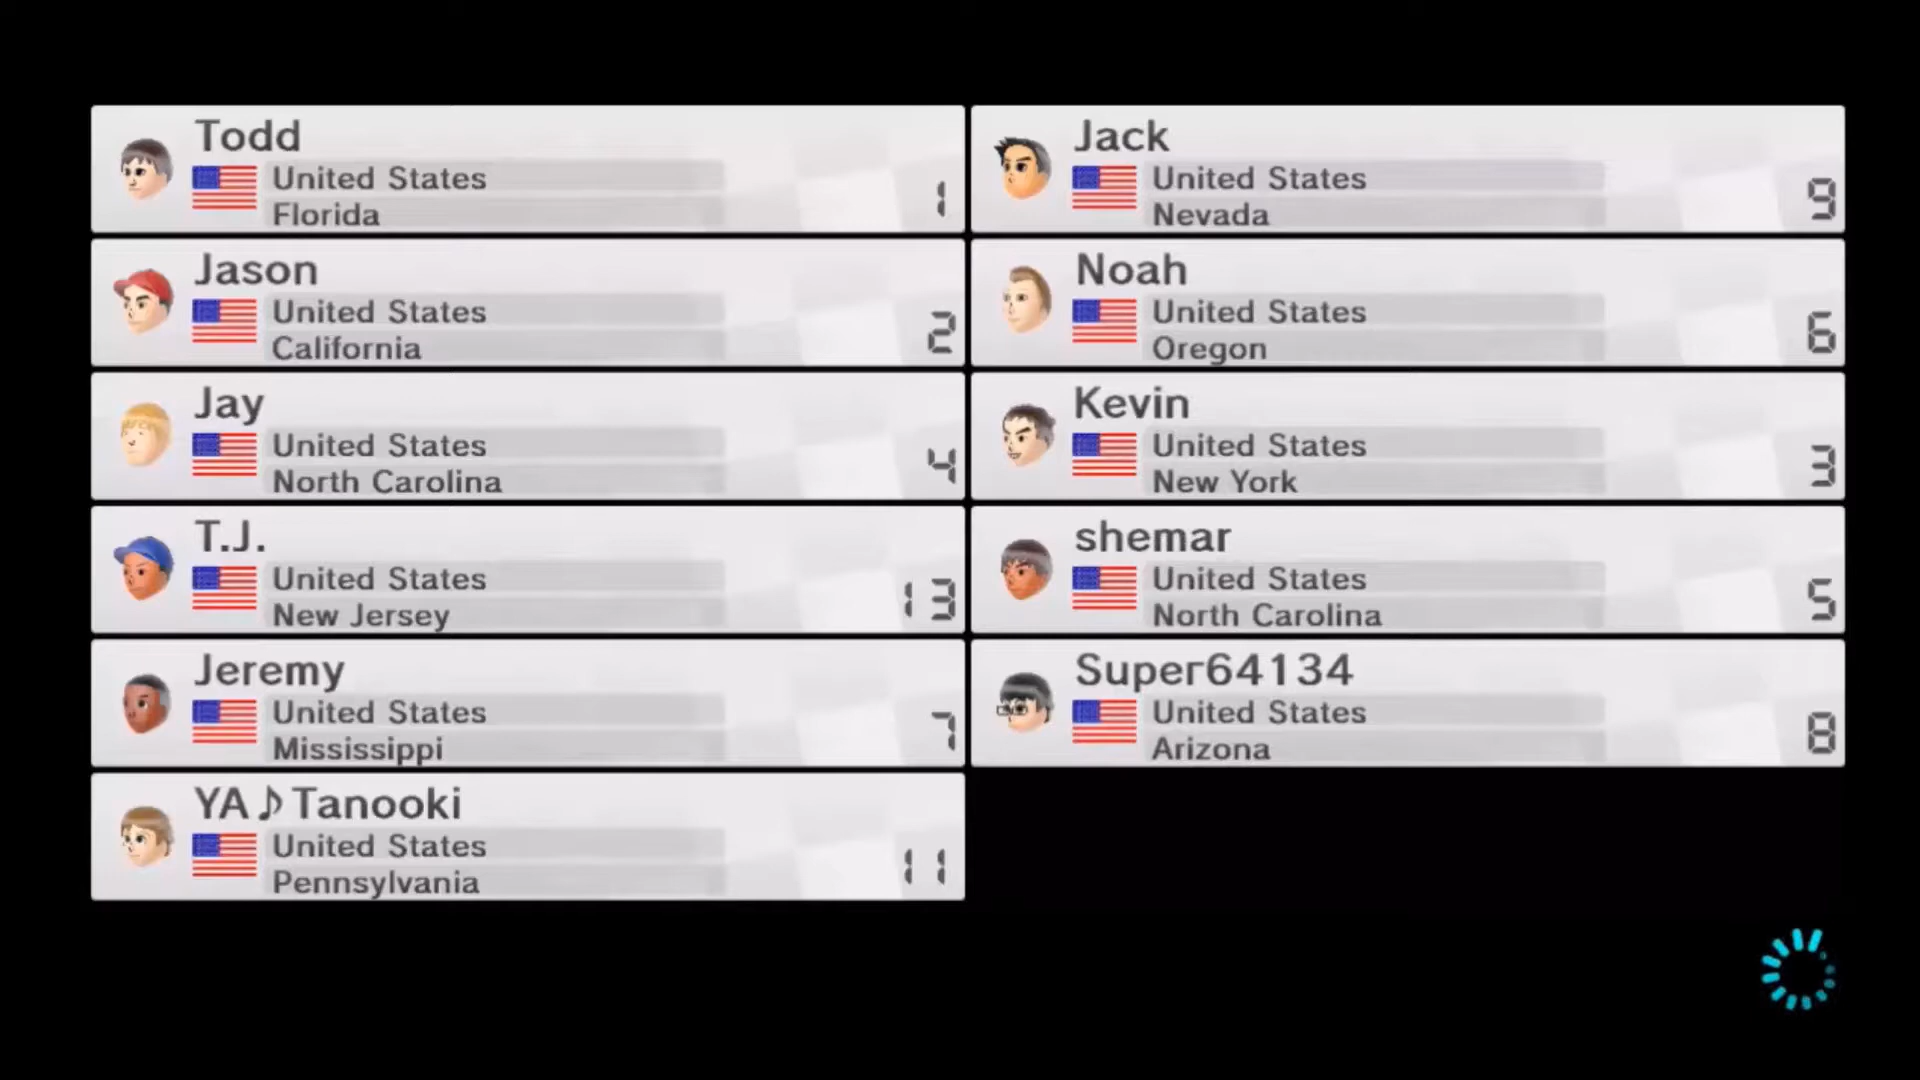 Todd
United States
Florida
1
Jack
United States
Nevada
9
Jason
United States
California
2
Noah
United States
Oregon
6
Jay
United States
North Carolina
4
Kevin
United States
New York
3
T.J.
United States
New Jersey
13
shemar
United States
North Carolina
5
Jeremy
United States
Mississippi
7
Super64134
United States
Arizona
8
YA♪Tanooki
United States
Pennsylvania
11